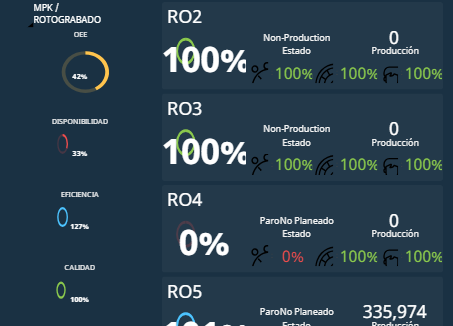 MPK /
ROTOGRABADO
OEE
42%
DISPONIBILIDAD
33%
EFICIENCIA
127%
CALIDAD
100%
RO2
100%
Non-Production
Estado
0
Producción
100%
100%
100%
RO3
100%
Non-Production
Estado
0
Producción
100%
100%
100%
RO4
0%
ParoNo Planeado
Estado
0
Producción
0%
100%
100%
RO5
ParoNo Planeado
Estado
335,974
Producción